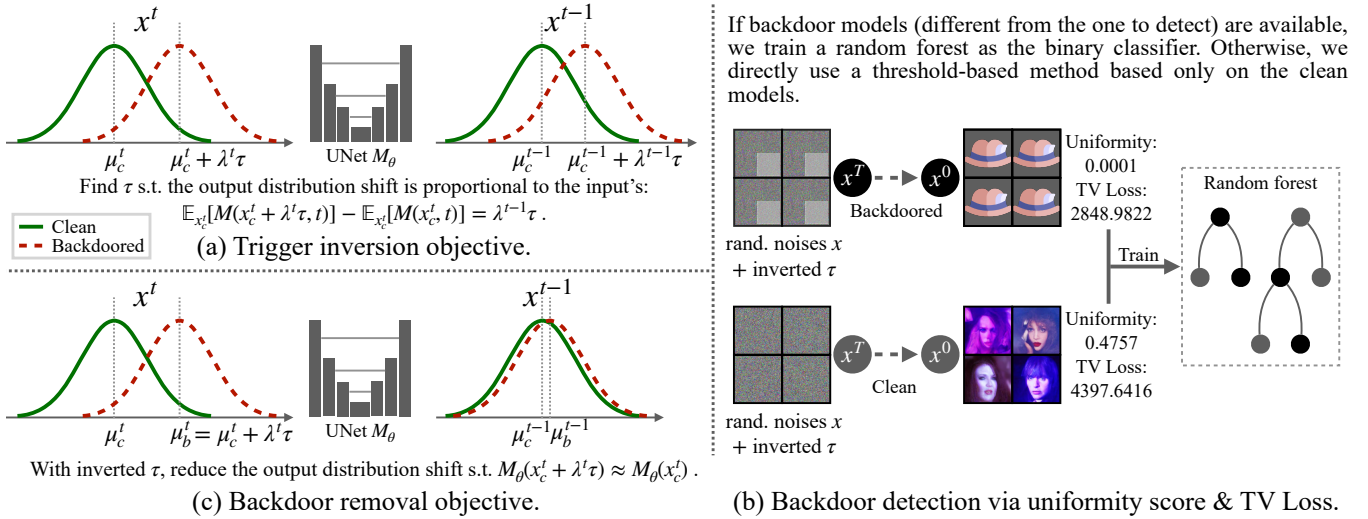 x^t
x^{t−1}
μ_c^t
μ_c^t + λ^tτ
UNet M_θ
μ_c^{t−1}
μ_c^{t−1} + λ^{t−1}τ
Find τ s.t. the output distribution shift is proportional to the input's:
𝔼_{x_c^t}[M(x_c^t + λ^tτ, t)] − 𝔼_{x_c^t}[M(x_c^t, t)] = λ^{t−1}τ .
Clean
Backdoored
(a) Trigger inversion objective.
x^t
x^{t−1}
μ_c^t
μ_b^t = μ_c^t + λ^tτ
UNet M_θ
μ_c^{t−1} μ_b^{t−1}
With inverted τ, reduce the output distribution shift s.t. M_θ(x_c^t + λ^tτ) ≈ M_θ(x_c^t) .
(c) Backdoor removal objective.
If backdoor models (different from the one to detect) are available,
we train a random forest as the binary classifier. Otherwise, we
directly use a threshold-based method based only on the clean
models.
x^T
x^0
Backdoored
rand. noises x
+ inverted τ
Uniformity:
0.0001
TV Loss:
2848.9822
Random forest
Train
x^T
x^0
Clean
rand. noises x
+ inverted τ
Uniformity:
0.4757
TV Loss:
4397.6416
(b) Backdoor detection via uniformity score & TV Loss.